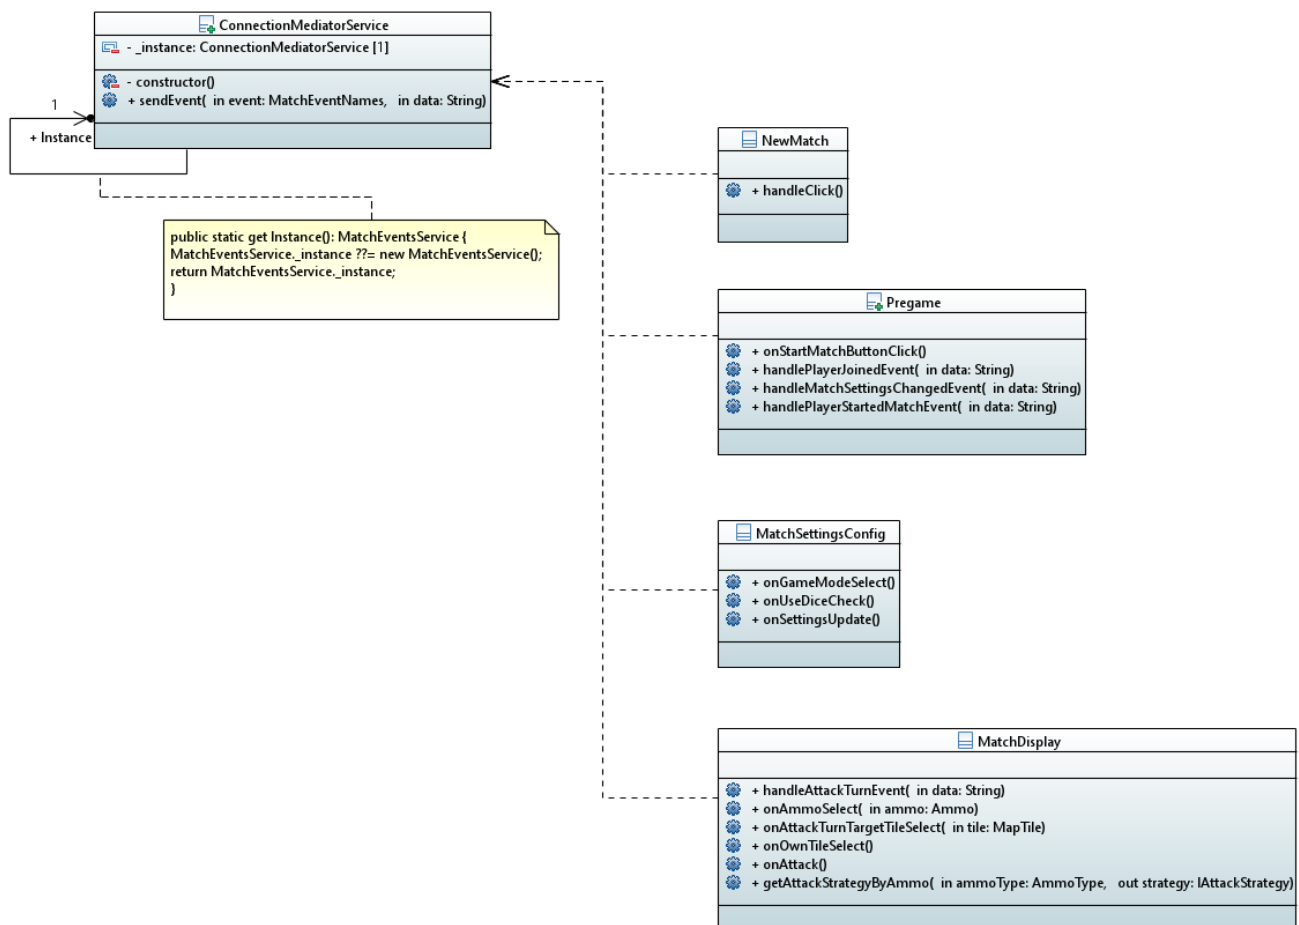 ConnectionMediatorService
- _instance: ConnectionMediatorService [1]
- constructor()
+ sendEvent( in event: MatchEventNames, in data: String)
1
+ Instance
public static get Instance(): MatchEventsService {
MatchEventsService._instance ??= new MatchEventsService();
return MatchEventsService._instance;
}
NewMatch
+ handleClick()
Pregame
+ onStartMatchButtonClick()
+ handlePlayerJoinedEvent( in data: String)
+ handleMatchSettingsChangedEvent( in data: String)
+ handlePlayerStartedMatchEvent( in data: String)
MatchSettingsConfig
+ onGameModeSelect()
+ onUseDiceCheck()
+ onSettingsUpdate()
MatchDisplay
+ handleAttackTurnEvent( in data: String)
+ onAmmoSelect( in ammo: Ammo)
+ onAttackTurnTargetTileSelect( in tile: MapTile)
+ onOwnTileSelect()
+ onAttack()
+ getAttackStrategyByAmmo( in ammoType: AmmoType, out strategy: IAttackStrategy)